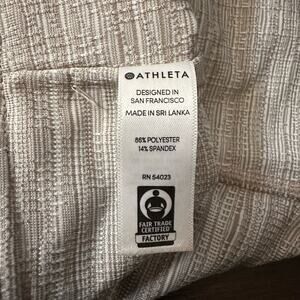 ATHLETA
DESIGNED IN
SAN FRANCISCO
MADE IN SRI LANKA
86% POLYESTER
14% SPANDEX
RN 54023
FAIR TRADE
CERTIFIED
FACTORY